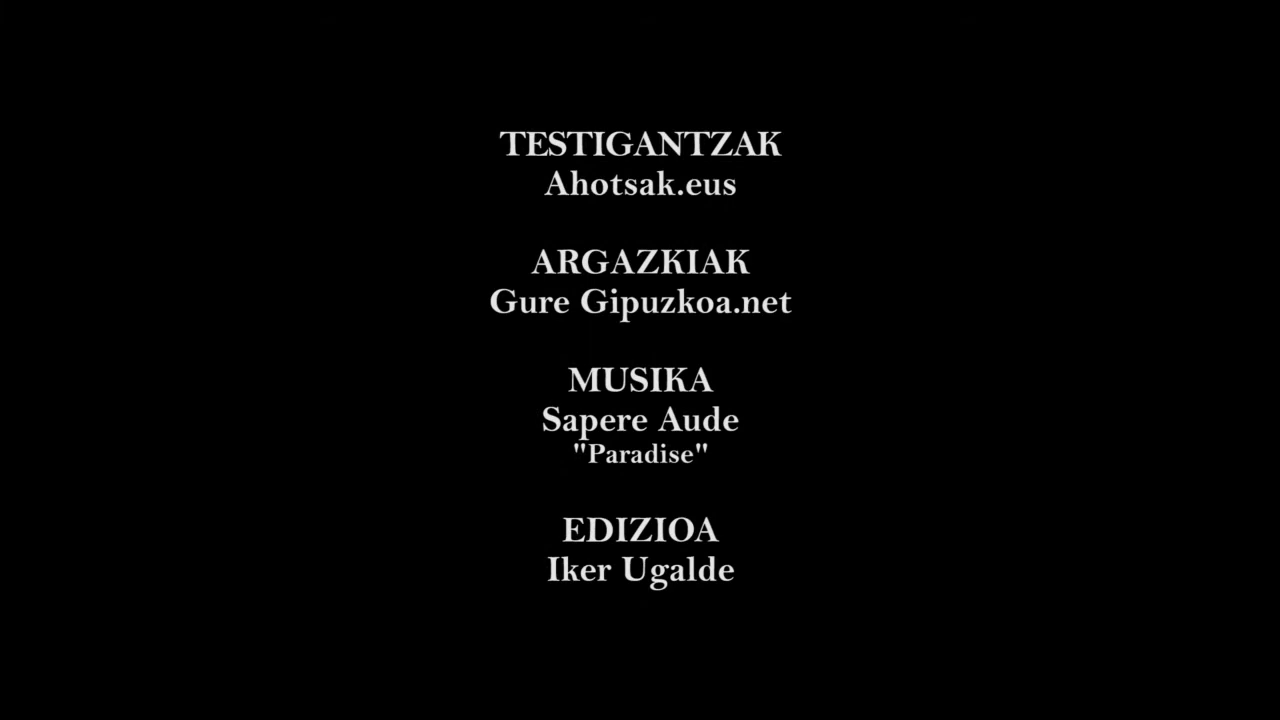 TESTIGANTZAK
Ahotsak.eus
ARGAZKIAK
Gure Gipuzkoa.net
MUSIKA
Sapere Aude
"Paradise"
EDIZIOA
Iker Ugalde